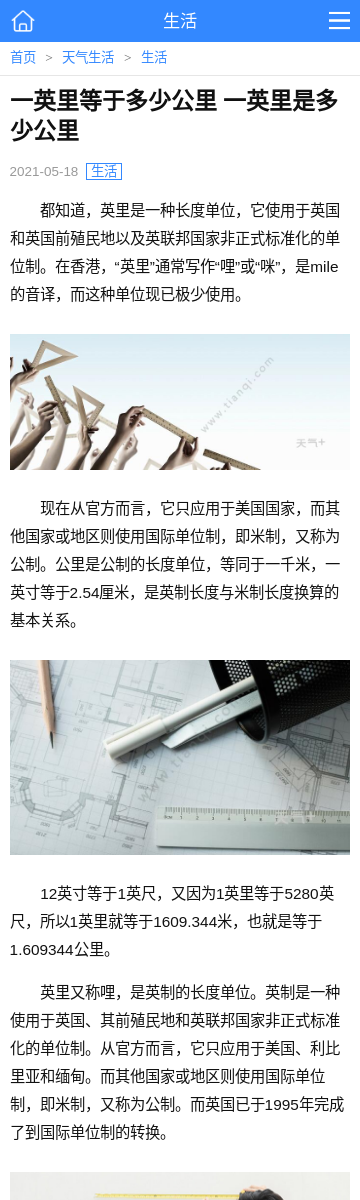 生活
首页 > 天气生活 > 生活
一英里等于多少公里 一英里是多
少公里
2021-05-18 生活
都知道，英里是一种长度单位，它使用于英国
和英国前殖民地以及英联邦国家非正式标准化的单
位制。在香港，“英里”通常写作“哩”或“咪”，是mile
的音译，而这种单位现已极少使用。
www.tianqi.com
天气+
现在从官方而言，它只应用于美国国家，而其
他国家或地区则使用国际单位制，即米制，又称为
公制。公里是公制的长度单位，等同于一千米，一
英寸等于2.54厘米，是英制长度与米制长度换算的
基本关系。
12英寸等于1英尺，又因为1英里等于5280英
尺，所以1英里就等于1609.344米，也就是等于
1.609344公里。
英里又称哩，是英制的长度单位。英制是一种
使用于英国、其前殖民地和英联邦国家非正式标准
化的单位制。从官方而言，它只应用于美国、利比
里亚和缅甸。而其他国家或地区则使用国际单位
制，即米制，又称为公制。而英国已于1995年完成
了到国际单位制的转换。